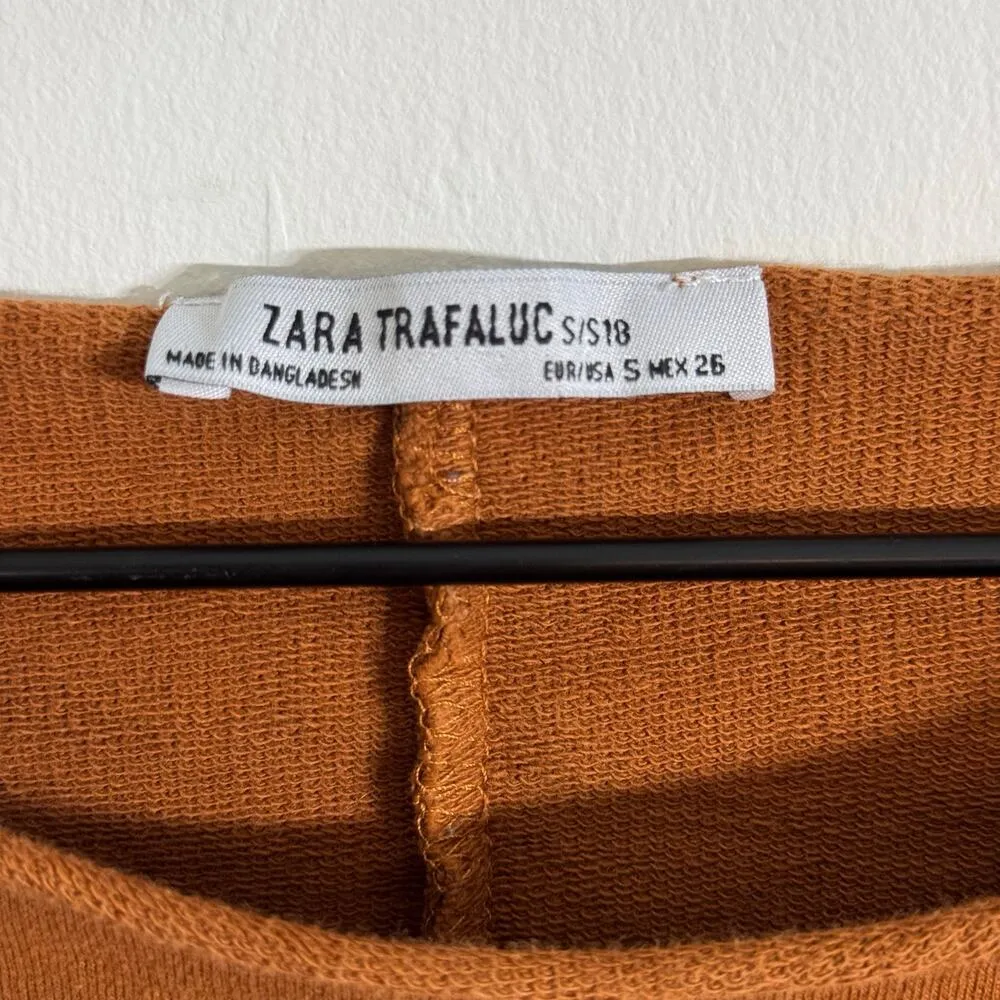 ZARA TRAFALUC S/S18
MADE IN BANGLADESH EUR/USA S MEX 26